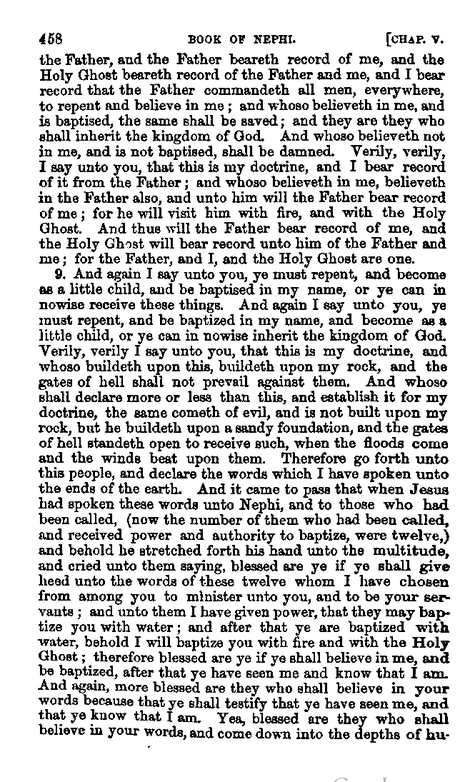 458 BOOK OF NEPHI. [CHAP. V.
the Father, and the Father beareth record of me, and the
Holy Ghost beareth record of the Father and me, and I bear
record that the Father commandeth all men, everywhere,
to repent and believe in me; and whoso believeth in me, and
is baptised, the same shall be saved; and they are they who
shall inherit the kingdom of God. And whoso believeth not
in me, and is not baptised, shall be damned. Verily, verily,
I say unto you, that this is my doctrine, and I bear record
of it from the Father; and whoso believeth in me, believeth
in the Father also, and unto him will the Father bear record
of me; for he will visit him with fire, and with the Holy
Ghost. And thus will the Father bear record of me, and
the Holy Ghost will bear record unto him of the Father and
me; for the Father, and I, and the Holy Ghost are one.
9. And again I say unto you, ye must repent, and become
as a little child, and be baptised in my name, or ye can in
nowise receive these things. And again I say unto you, ye
must repent, and be baptized in my name, and become as a
little child, or ye can in nowise inherit the kingdom of God.
Verily, verily I say unto you, that this is my doctrine, and
whoso buildeth upon this, buildeth upon my rock, and the
gates of hell shall not prevail against them. And whoso
shall declare more or less than this, and establish it for my
doctrine, the same cometh of evil, and is not built upon my
rock, but he buildeth upon a sandy foundation, and the gates
of hell standeth open to receive such, when the floods come
and the winds beat upon them. Therefore go forth unto
this people, and declare the words which I have spoken unto
the ends of the earth. And it came to pass that when Jesus
had spoken these words unto Nephi, and to those who had
been called, (now the number of them who had been called,
and received power and authority to baptize, were twelve,)
and behold he stretched forth his hand unto the multitude,
and cried unto them saying, blessed are ye if ye shall give
heed unto the words of these twelve whom I have chosen
from among you to minister unto you, and to be your ser-
vants; and unto them I have given power, that they may bap-
tize you with water; and after that ye are baptized with
water, behold I will baptize you with fire and with the Holy
Ghost; therefore blessed are ye if ye shall believe in me, and
be baptized, after that ye have seen me and know that I am.
And again, more blessed are they who shall believe in your
words because that ye shall testify that ye have seen me, and
that ye know that I am. Yea, blessed are they who shall
believe in your words, and come down into the depths of hu-